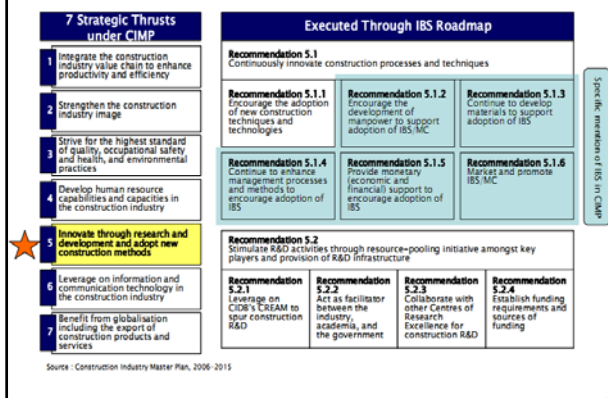 7 Strategic Thrusts
under CIMP
1
Integrate the construction
industry value chain to enhance
productivity and efficiency
2
Strengthen the construction
industry image
3
Strive for the highest standard
of quality, occupational safety
and health, and environmental
practices
4
Develop human resource
capabilities and capacities in
the construction industry
5
Innovate through research and
development and adopt new
construction methods
6
Leverage on information and
communication technology in
the construction industry
7
Benefit from globalisation
including the export of
construction products and
services
Executed Through IBS Roadmap
Recommendation 5.1
Continuously innovate construction processes and techniques
Recommendation 5.1.1
Encourage the adoption
of new construction
techniques and
technologies
Recommendation 5.1.2
Encourage the
development of
manpower to support
adoption of IBS/MC
Recommendation 5.1.3
Continue to develop
materials to support
adoption of IBS
Recommendation 5.1.4
Continue to enhance
management processes
and methods to
encourage adoption of
IBS
Recommendation 5.1.5
Provide monetary
(economic and
financial) support to
encourage adoption of
IBS
Recommendation 5.1.6
Market and promote
IBS/MC
Specific mention of IBS in CIMP
Recommendation 5.2
Stimulate R&D activities through resource-pooling initiative amongst key
players and provision of R&D infrastructure
Recommendation
5.2.1
Leverage on
CIDB's CREAM to
spur construction
R&D
Recommendation
5.2.2
Act as facilitator
between the
industry,
academia, and
the government
Recommendation
5.2.3
Collaborate with
other Centres of
Research
Excellence for
construction R&D
Recommendation
5.2.4
Establish funding
requirements and
sources of
funding
Source : Construction Industry Master Plan, 2006-2015